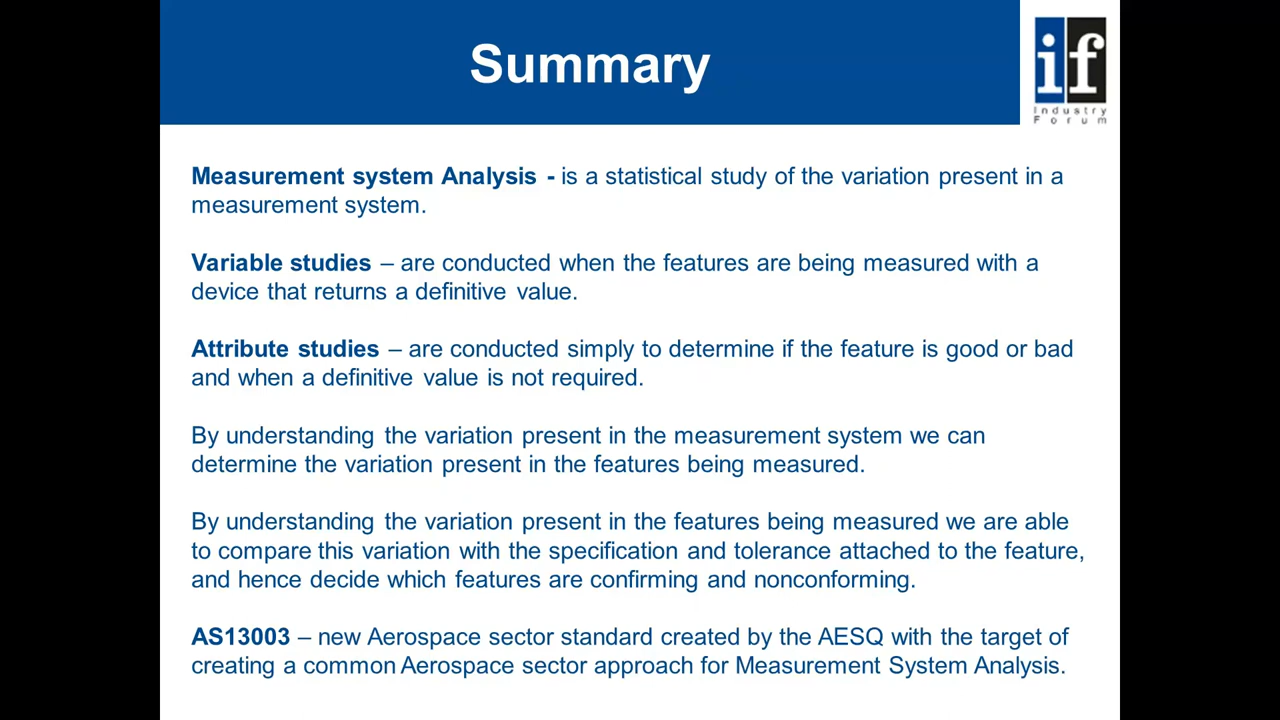 Summary
if
Industry
Forum
Measurement system Analysis - is a statistical study of the variation present in a
measurement system.
Variable studies – are conducted when the features are being measured with a
device that returns a definitive value.
Attribute studies – are conducted simply to determine if the feature is good or bad
and when a definitive value is not required.
By understanding the variation present in the measurement system we can
determine the variation present in the features being measured.
By understanding the variation present in the features being measured we are able
to compare this variation with the specification and tolerance attached to the feature,
and hence decide which features are confirming and nonconforming.
AS13003 – new Aerospace sector standard created by the AESQ with the target of
creating a common Aerospace sector approach for Measurement System Analysis.